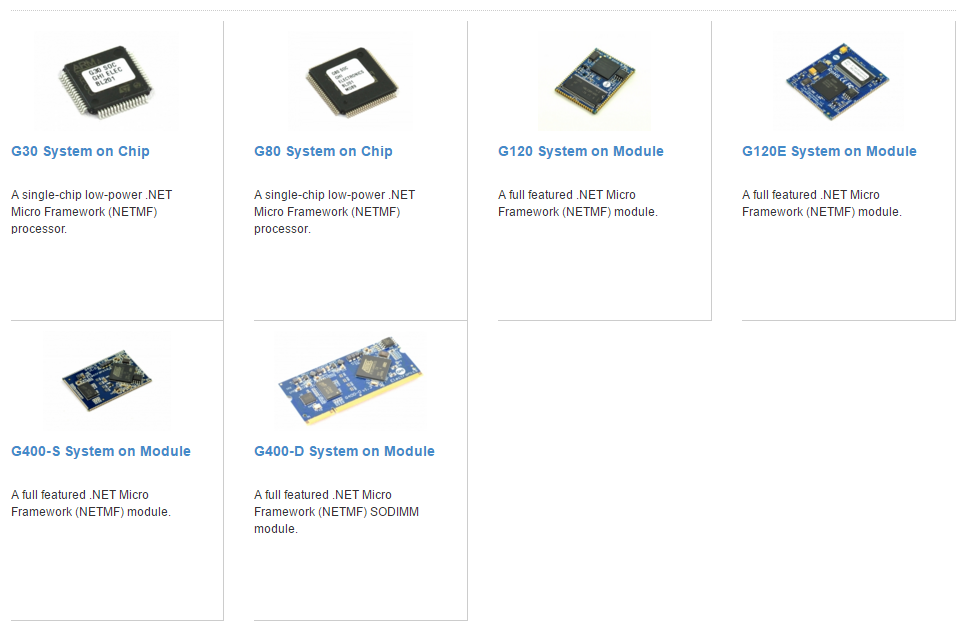 G30 SOC
GHI ELEC
BL2D1
G80 SOC
GHI
ELECTRONICS
G30 System on Chip
G80 System on Chip
G120 System on Module
G120E System on Module
A single-chip low-power .NET
Micro Framework (NETMF)
processor.
A single-chip low-power .NET
Micro Framework (NETMF)
processor.
A full featured .NET Micro
Framework (NETMF) module.
A full featured .NET Micro
Framework (NETMF) module.
G400-S System on Module
G400-D System on Module
A full featured .NET Micro
Framework (NETMF) module.
A full featured .NET Micro
Framework (NETMF) SODIMM
module.